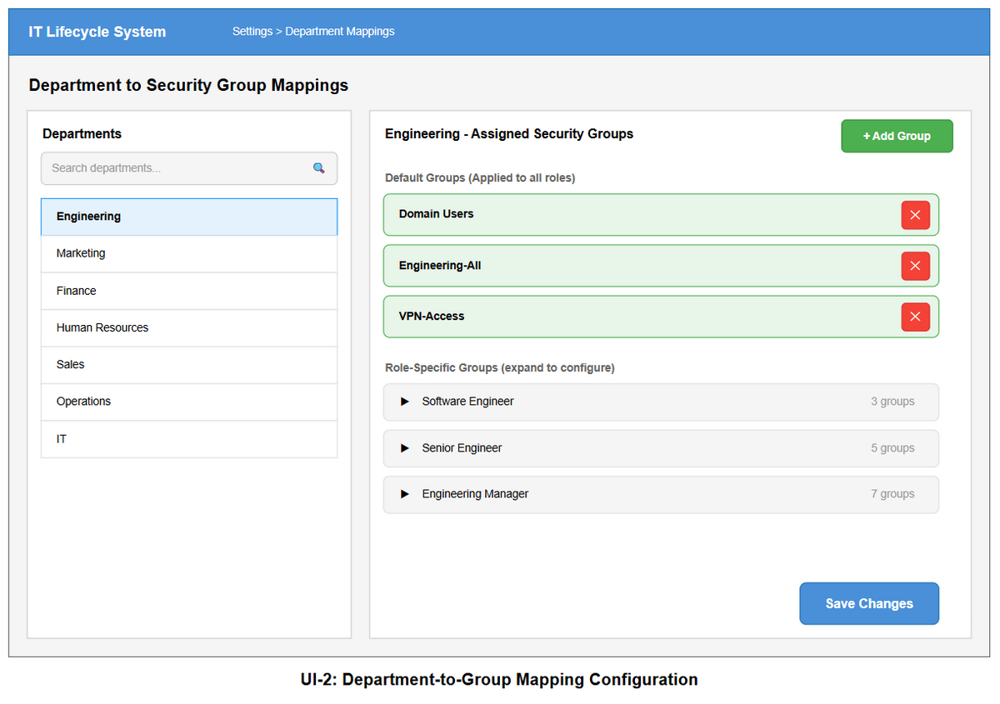 IT Lifecycle System
Settings > Department Mappings
Department to Security Group Mappings
Departments
Search departments...
Engineering
Marketing
Finance
Human Resources
Sales
Operations
IT
Engineering - Assigned Security Groups
+ Add Group
Default Groups (Applied to all roles)
Domain Users
Engineering-All
VPN-Access
Role-Specific Groups (expand to configure)
Software Engineer 3 groups
Senior Engineer 5 groups
Engineering Manager 7 groups
Save Changes
UI-2: Department-to-Group Mapping Configuration